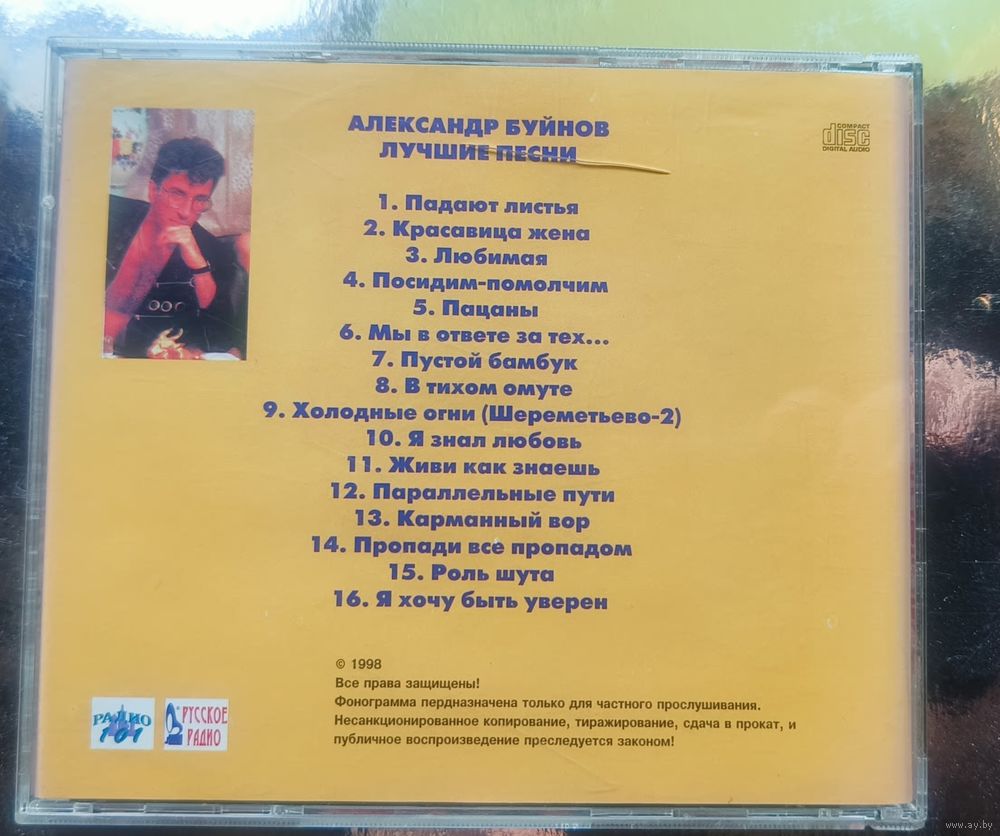 АЛЕКСАНДР БУЙНОВ
ЛУЧШИЕ ПЕСНИ
COMPACT
disc
DIGITAL AUDIO
1. Падают листья
2. Красавица жена
3. Любимая
4. Посидим-помолчим
5. Пацаны
6. Мы в ответе за тех...
7. Пустой бамбук
8. В тихом омуте
9. Холодные огни (Шереметьево-2)
10. Я знал любовь
11. Живи как знаешь
12. Параллельные пути
13. Карманный вор
14. Пропади все пропадом
15. Роль шута
16. Я хочу быть уверен
© 1998
Все права защищены!
Фонограмма пердназначена только для частного прослушивания.
Несанкционированное копирование, тиражирование, сдача в прокат, и
публичное воспроизведение преследуется законом!
РАДИО
101
РУССКОЕ
РАДИО
www.ay.by